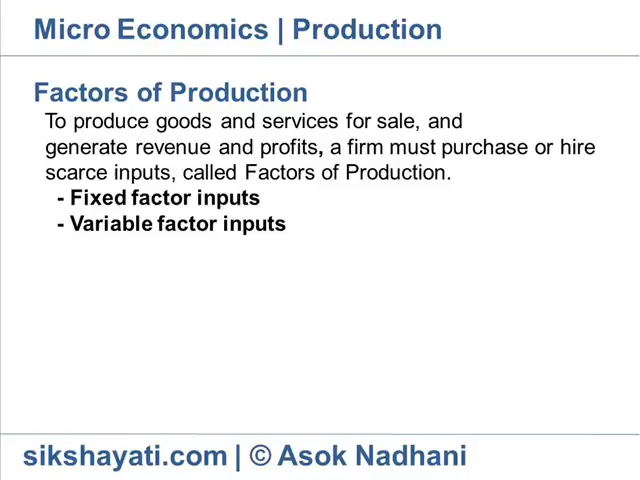 Micro Economics | Production
Factors of Production
To produce goods and services for sale, and
generate revenue and profits, a firm must purchase or hire
scarce inputs, called Factors of Production.
- Fixed factor inputs
- Variable factor inputs
sikshayati.com | © Asok Nadhani